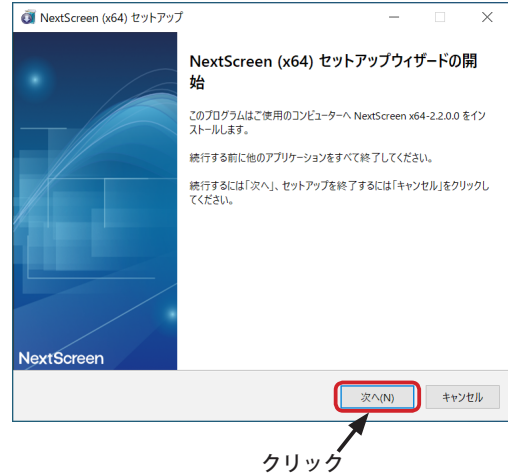 NextScreen (x64) セットアップ
NextScreen (x64) セットアップウィザードの開
始
このプログラムはご使用のコンピューターへ NextScreen x64-2.2.0.0 をイン
ストールします。
続行する前に他のアプリケーションをすべて終了してください。
続行するには「次へ」、セットアップを終了するには「キャンセル」をクリックし
てください。
NextScreen
次へ(N)
キャンセル
クリック